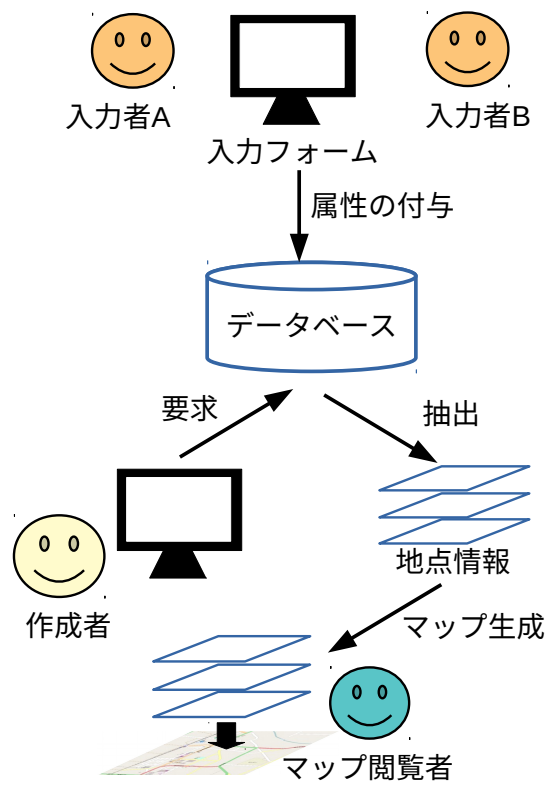 入力者A
入力者B
入力フォーム
属性の付与
データベース
要求
抽出
地点情報
作成者
マップ生成
マップ閲覧者